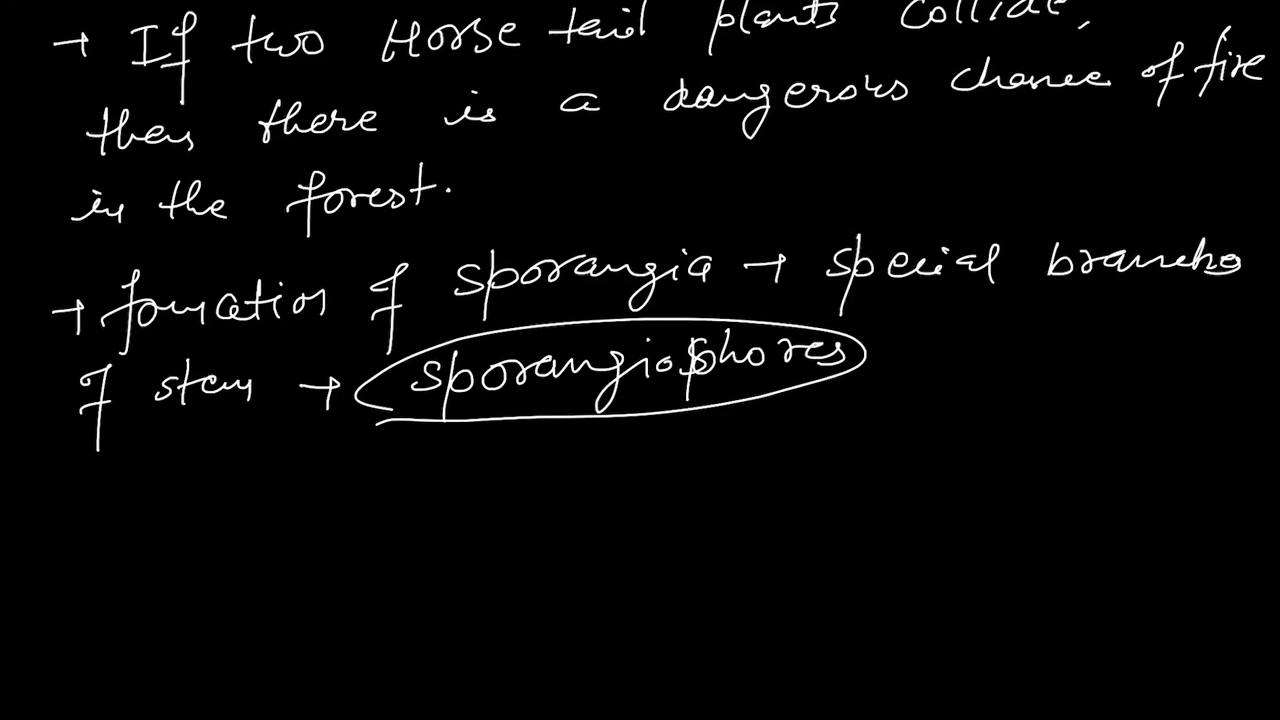 → If two Horse tail plants collide,
then there is a dangerous chance of fire
in the forest.
→ formation of sporangia → special branches
of stem → sporangiophores